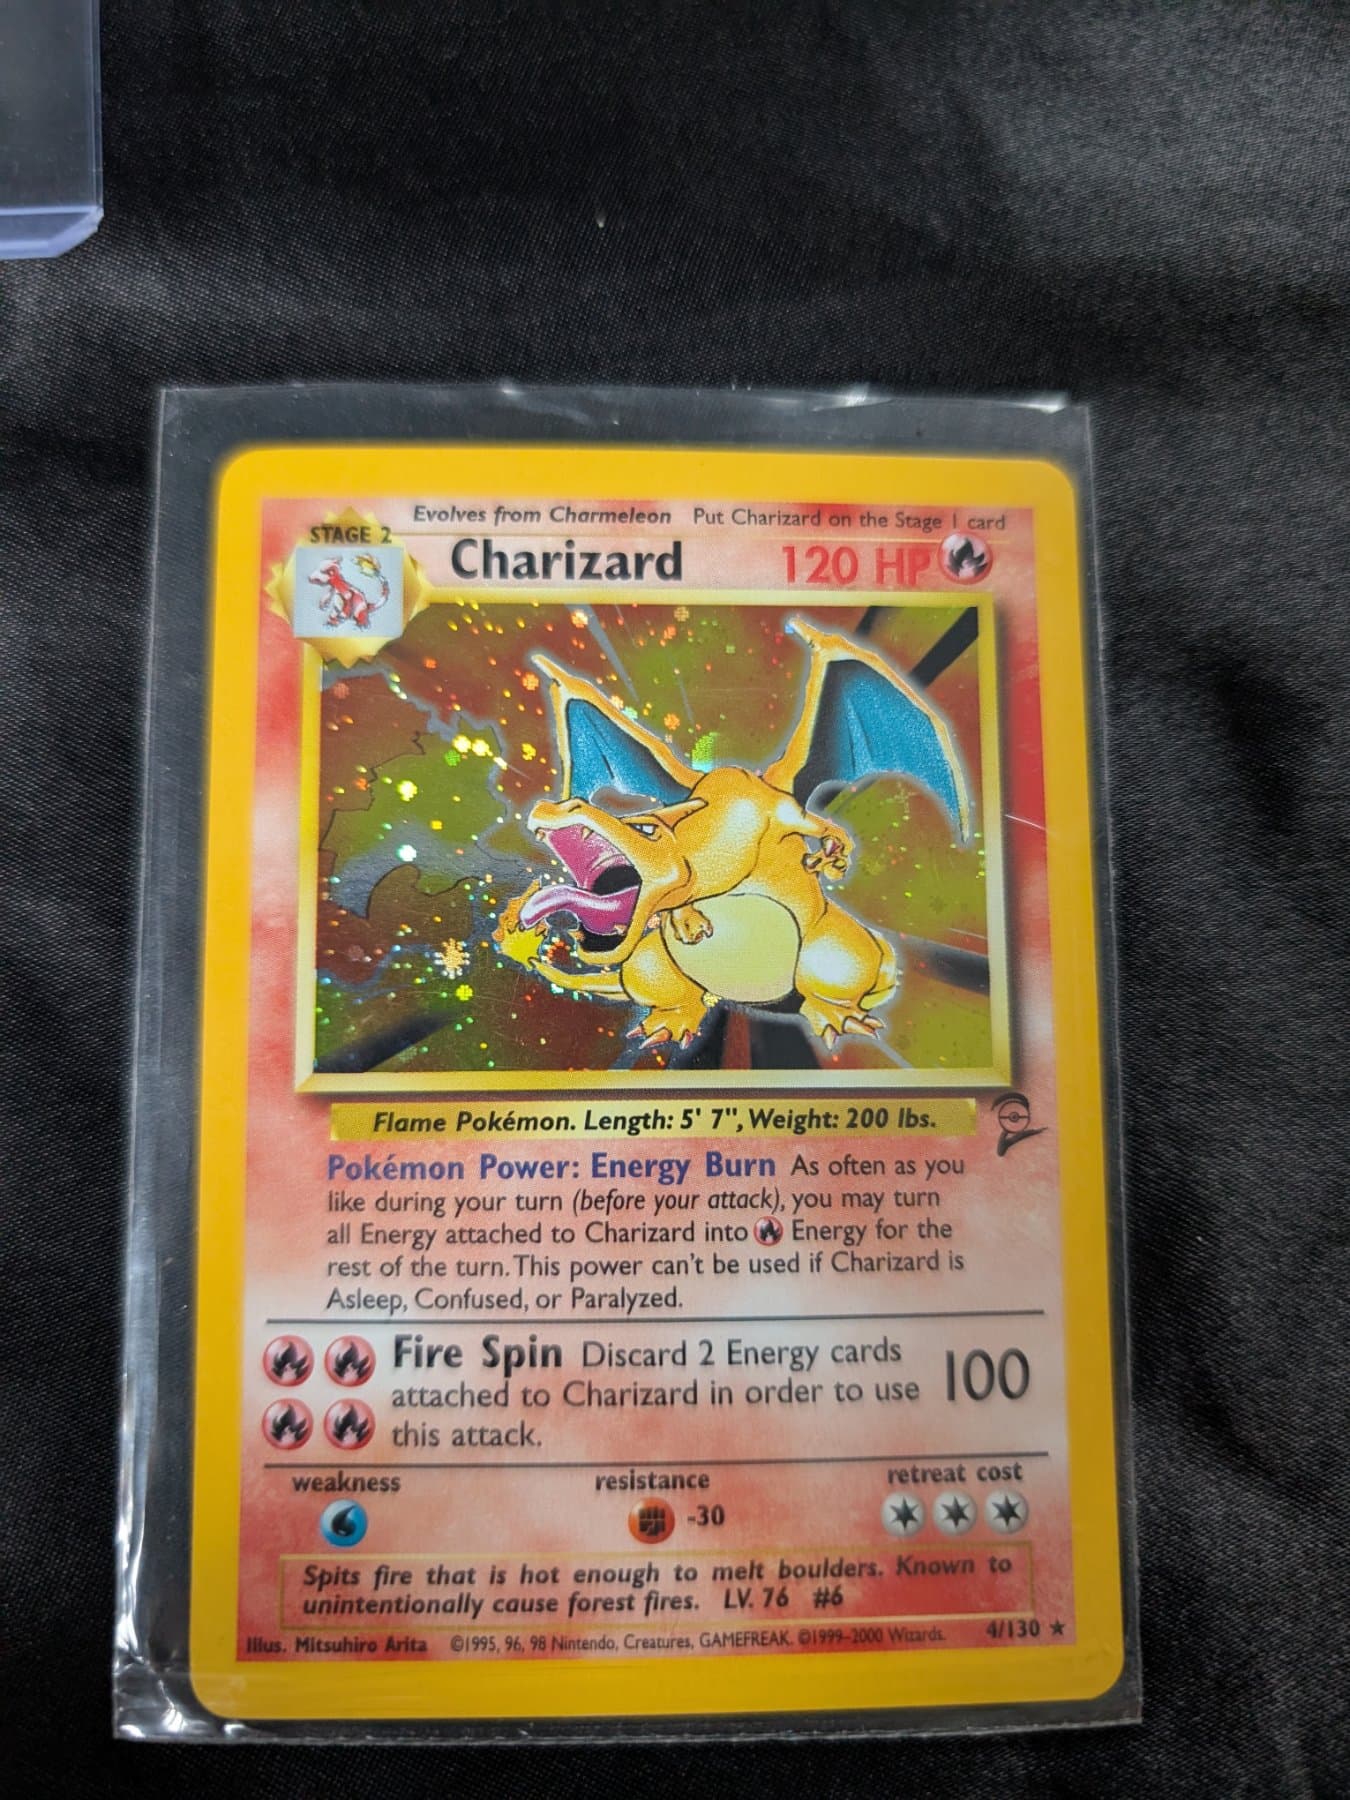 Evolves from Charmeleon Put Charizard on the Stage 1 card
STAGE 2
Charizard 120 HP
Flame Pokémon. Length: 5' 7", Weight: 200 lbs.
Pokémon Power: Energy Burn As often as you
like during your turn (before your attack), you may turn
all Energy attached to Charizard into Energy for the
rest of the turn. This power can't be used if Charizard is
Asleep, Confused, or Paralyzed.
Fire Spin Discard 2 Energy cards
attached to Charizard in order to use
this attack.
100
weakness resistance retreat cost
-30
Spits fire that is hot enough to melt boulders. Known to
unintentionally cause forest fires. LV. 76 #6
Illus. Mitsuhiro Arita ©1995, 96, 98 Nintendo, Creatures, GAMEFREAK. ©1999-2000 Wizards. 4/130 ★